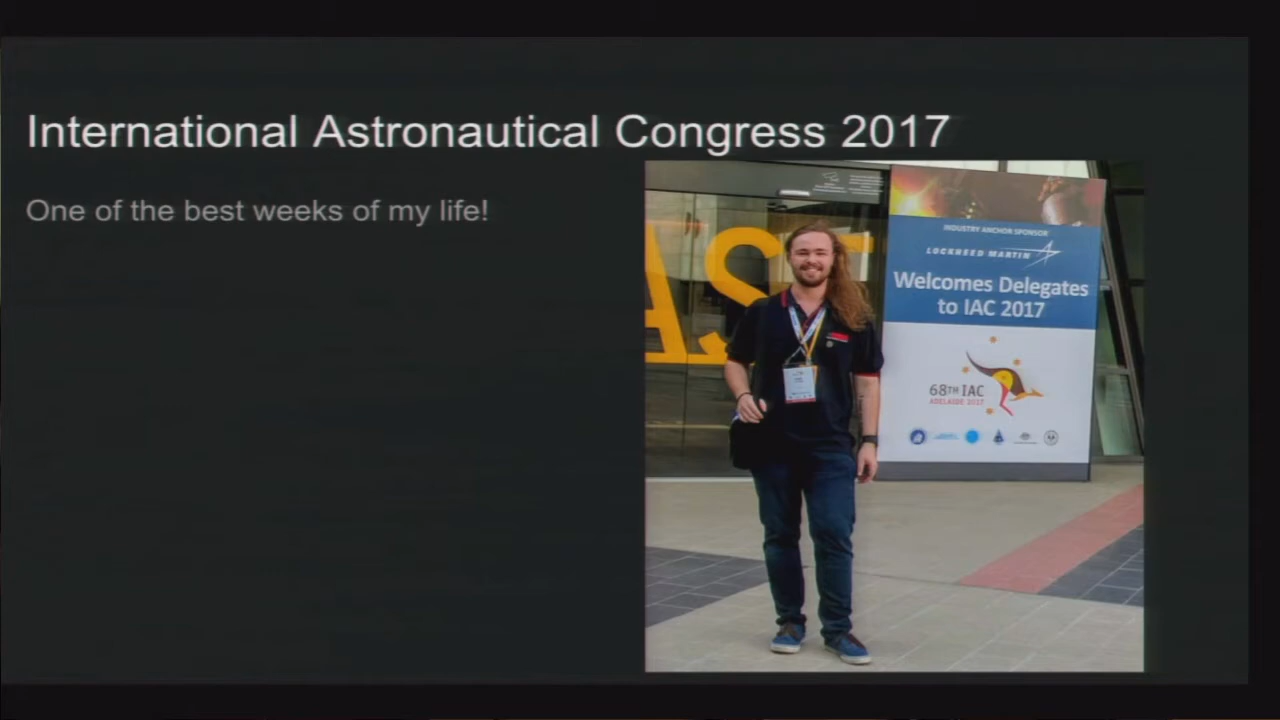 International Astronautical Congress 2017
One of the best weeks of my life!
AST
INDUSTRY ANCHOR SPONSOR
LOCKHEED MARTIN
Welcomes Delegates
to IAC 2017
68TH IAC
ADELAIDE 2017